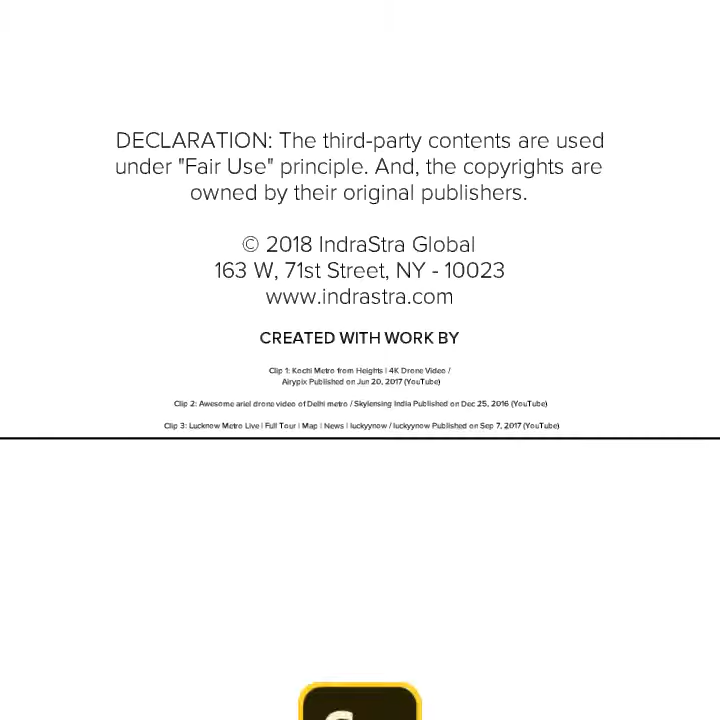 DECLARATION: The third-party contents are used
under "Fair Use" principle. And, the copyrights are
owned by their original publishers.
© 2018 IndraStra Global
163 W, 71st Street, NY - 10023
www.indrastra.com
CREATED WITH WORK BY
Clip 1: Kochi Metro from Heights | 4K Drone Video /
Airypix Published on Jun 20, 2017 (YouTube)
Clip 2: Awesome ariel drone video of Delhi metro / Skylensing India Published on Dec 25, 2016 (YouTube)
Clip 3: Lucknow Metro Live | Full Tour | Map | News | luckyynow / luckyynow Published on Sep 7, 2017 (YouTube)